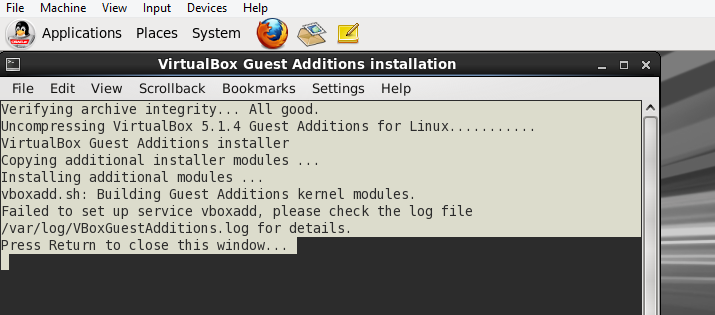 File Machine View Input Devices Help
Applications Places System
VirtualBox Guest Additions installation
File Edit View Scrollback Bookmarks Settings Help
Verifying archive integrity... All good.
Uncompressing VirtualBox 5.1.4 Guest Additions for Linux...........
VirtualBox Guest Additions installer
Copying additional installer modules ...
Installing additional modules ...
vboxadd.sh: Building Guest Additions kernel modules.
Failed to set up service vboxadd, please check the log file
/var/log/VBoxGuestAdditions.log for details.
Press Return to close this window...